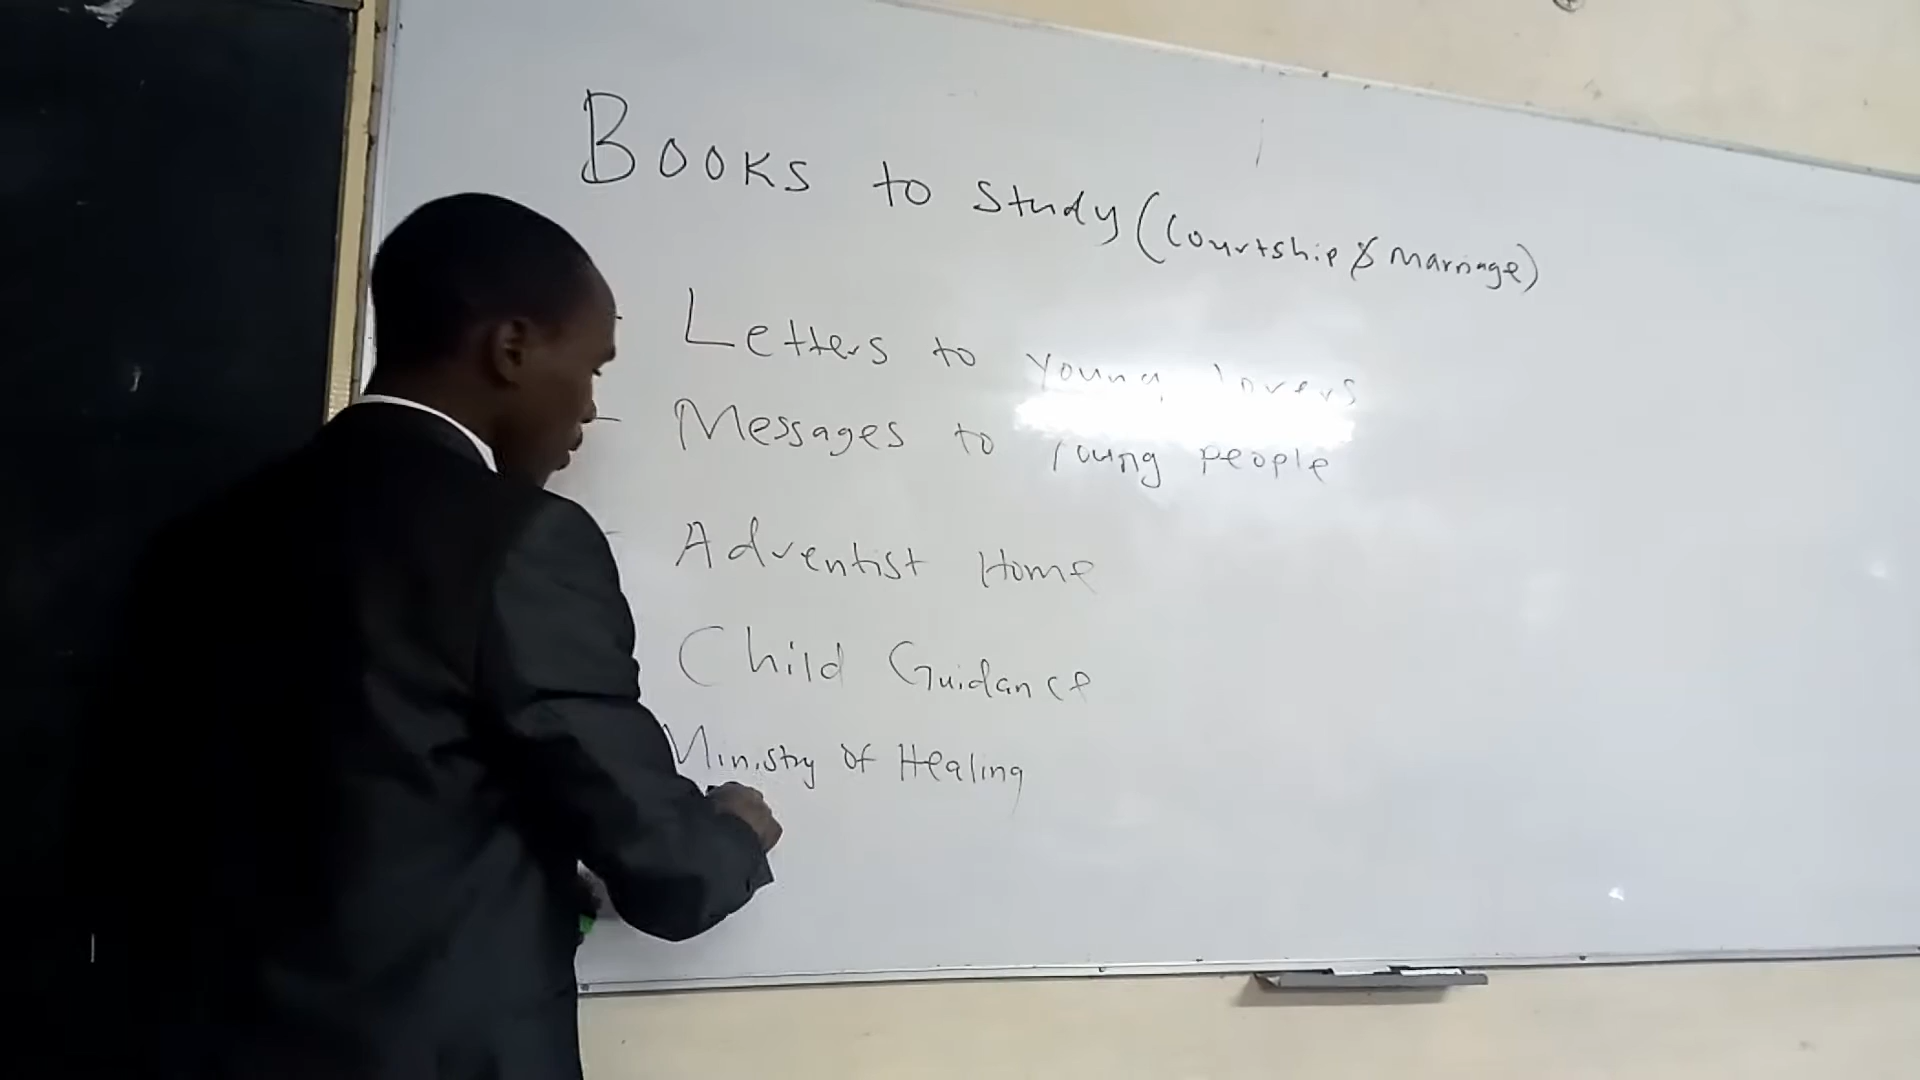 Books to study (Courtship & Marriage)
- Letters to young lovers
- Messages to Young people
- Adventist Home
Child Guidance
Ministry of Healing